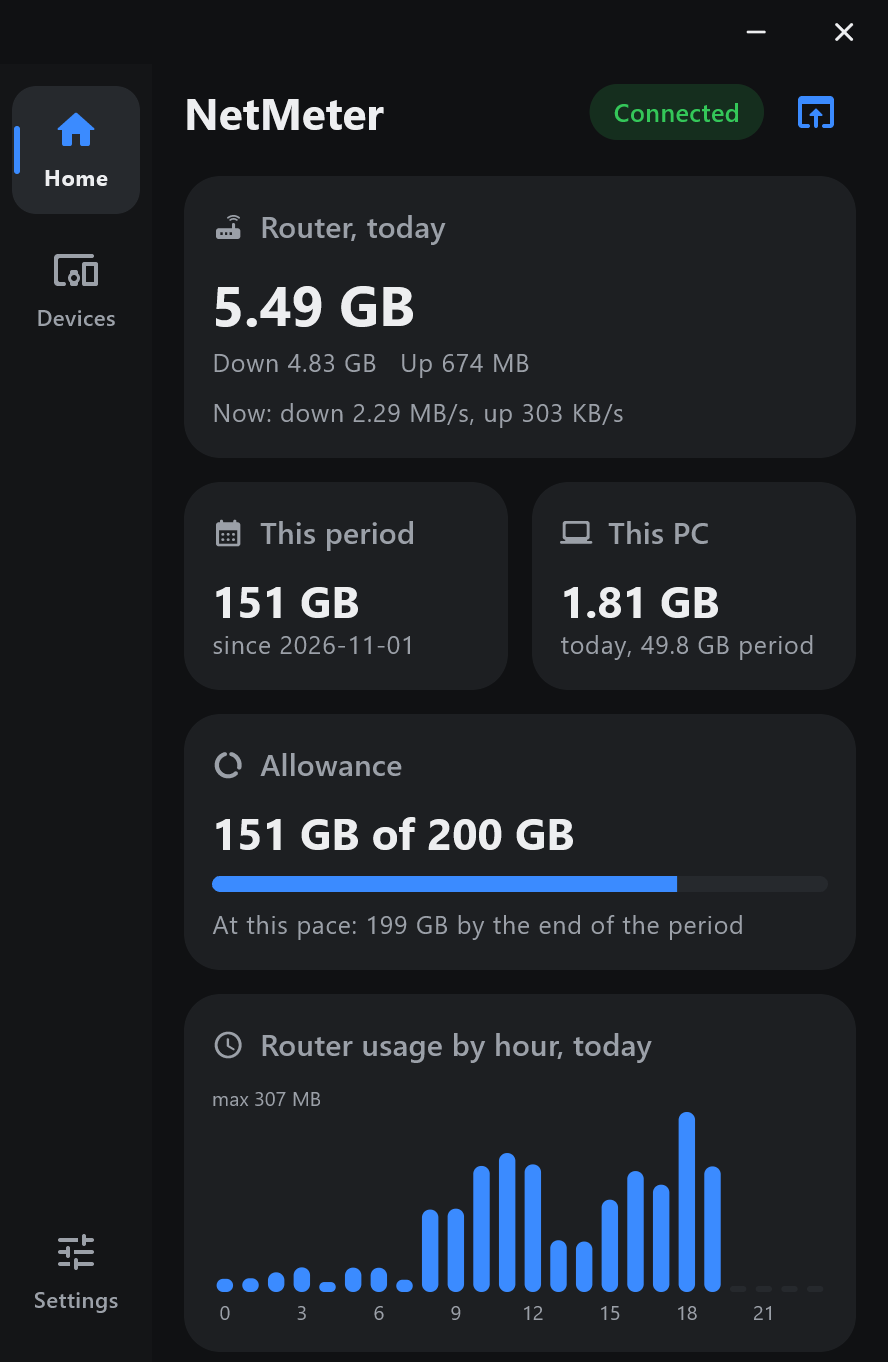 NetMeter
Connected
Home
Devices
Settings
Router, today
5.49 GB
Down 4.83 GB Up 674 MB
Now: down 2.29 MB/s, up 303 KB/s
This period
151 GB
since 2026-11-01
This PC
1.81 GB
today, 49.8 GB period
Allowance
151 GB of 200 GB
At this pace: 199 GB by the end of the period
Router usage by hour, today
max 307 MB
0 3 6 9 12 15 18 21